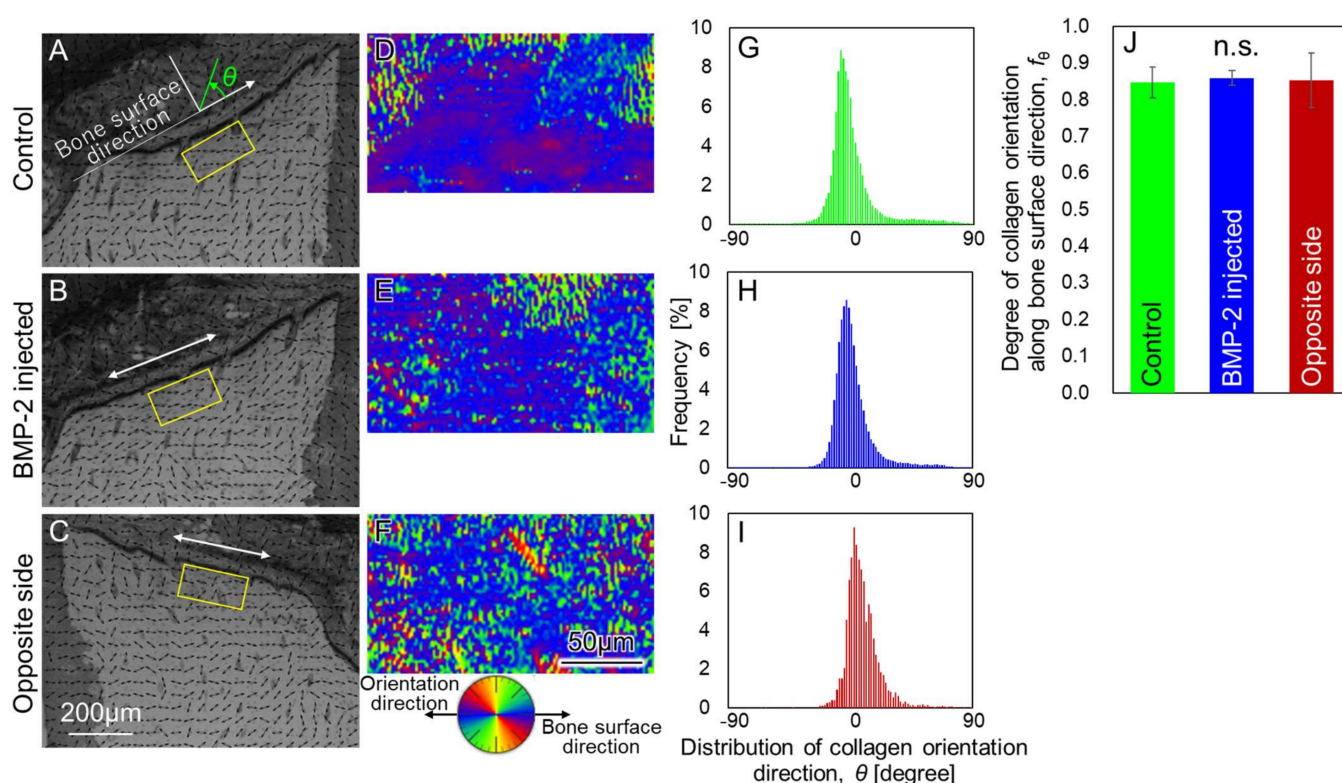 Control
A
θ
Bone surface
direction
BMP-2 injected
B
Opposite side
C
200μm
D
E
F
50μm
Orientation
direction
Bone surface
direction
Frequency [%]
G
10
8
6
4
2
0
-90
0
90
H
10
8
6
4
2
0
-90
0
90
I
10
8
6
4
2
0
-90
0
90
Distribution of collagen orientation
direction, θ [degree]
Degree of collagen orientation
along bone surface direction, fθ
1.0
0.9
0.8
0.7
0.6
0.5
0.4
0.3
0.2
0.1
0.0
J
n.s.
Control
BMP-2 injected
Opposite side